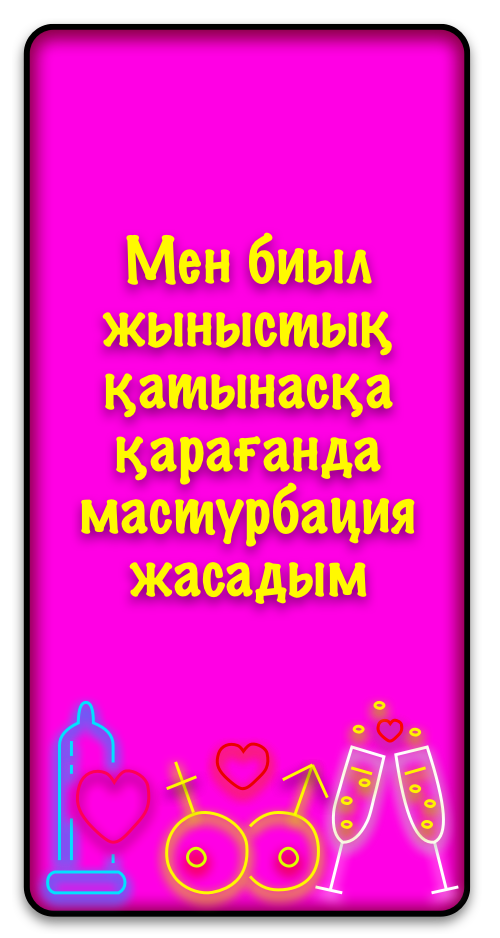 Мен биыл
жыныстық
қатынасқа
қарағанда
мастурбация
жасадым